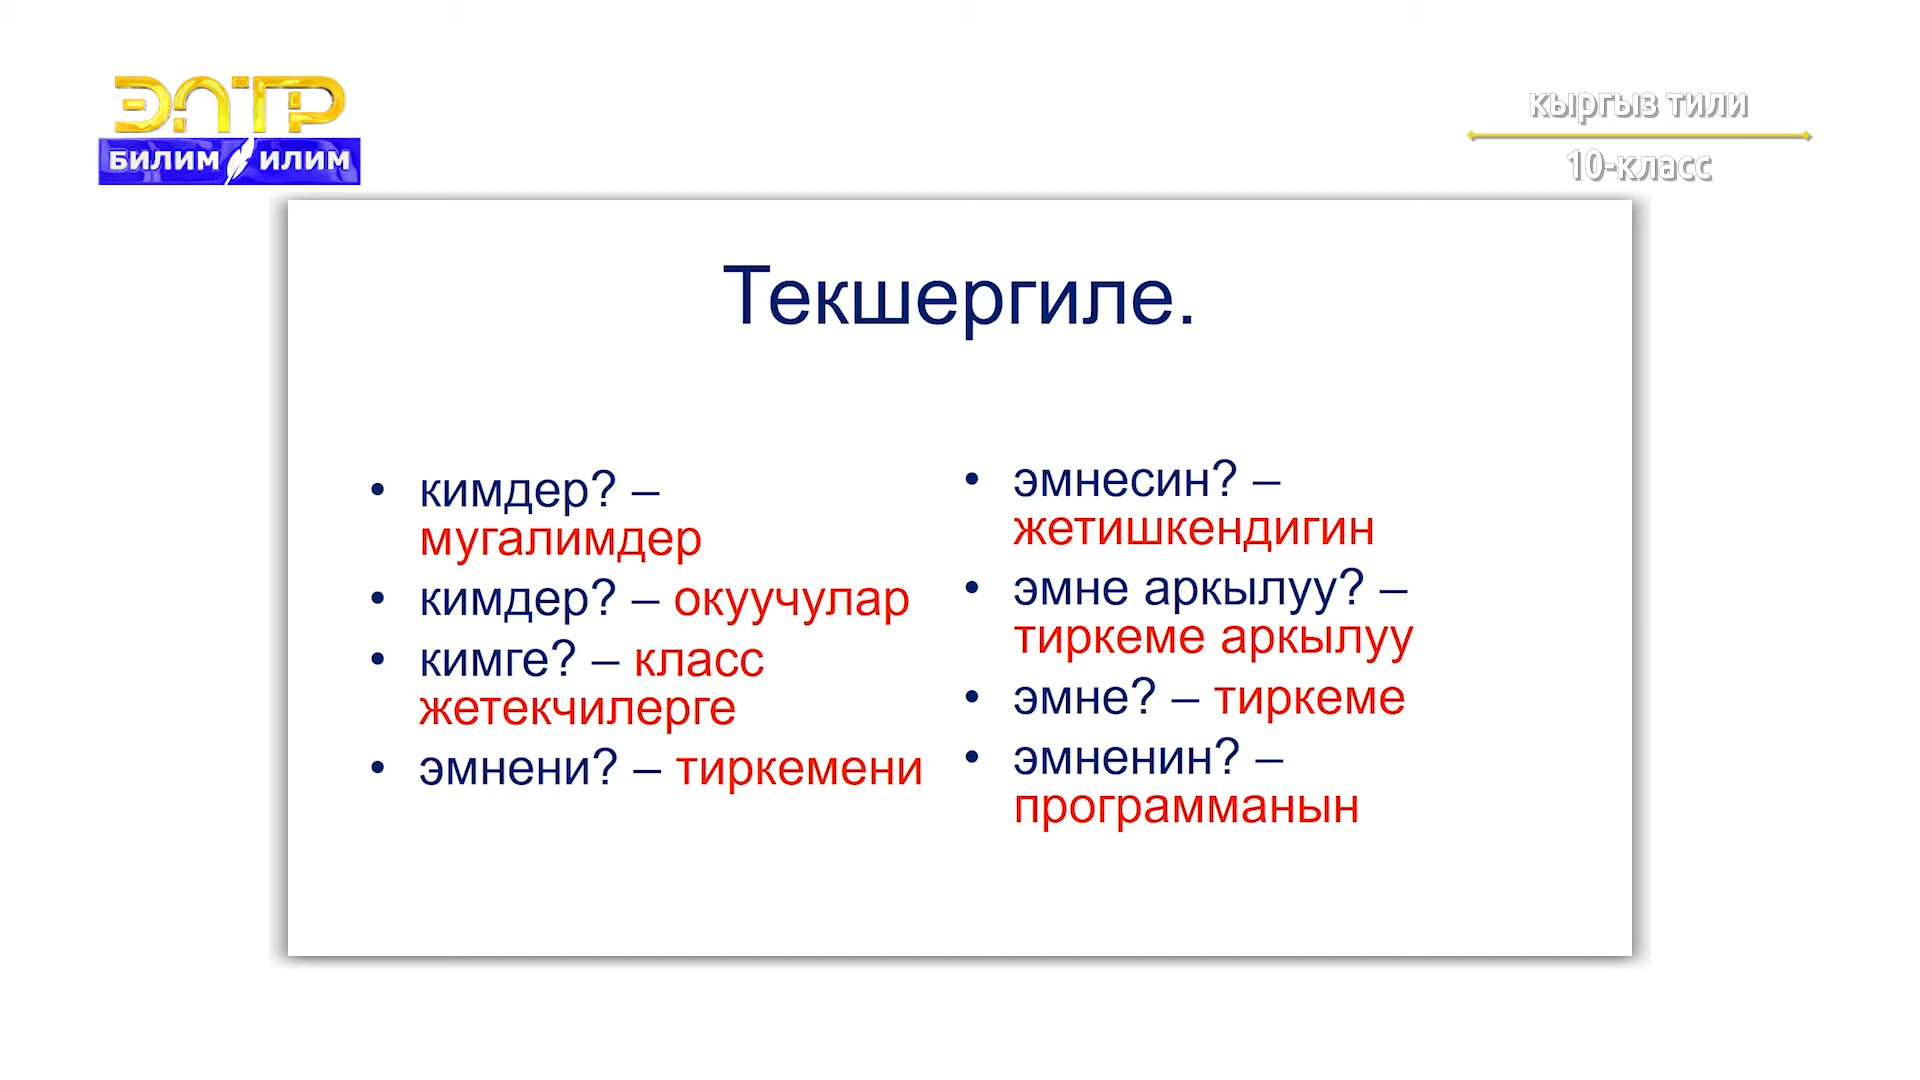 ЭЛТР
БИЛИМ ИЛИМ
кыргыз тили
10-класс
Текшергиле.
• кимдер? –
мугалимдер
• кимдер? – окуучулар
• кимге? – класс
жетекчилерге
• эмнени? – тиркемени
• эмнесин? –
жетишкендигин
• эмне аркылуу? –
тиркеме аркылуу
• эмне? – тиркеме
• эмненин? –
программанын